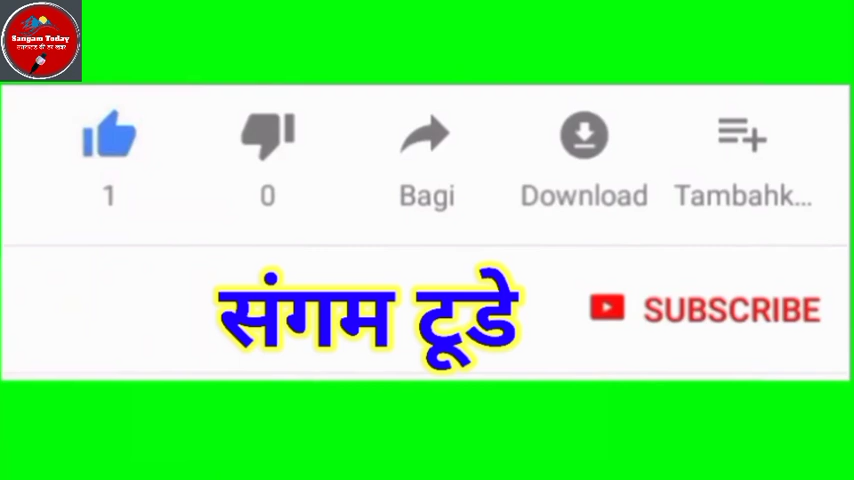 Sangam Today
1
0
Bagi
Download
Tambahk...
संगम टूडे
SUBSCRIBE